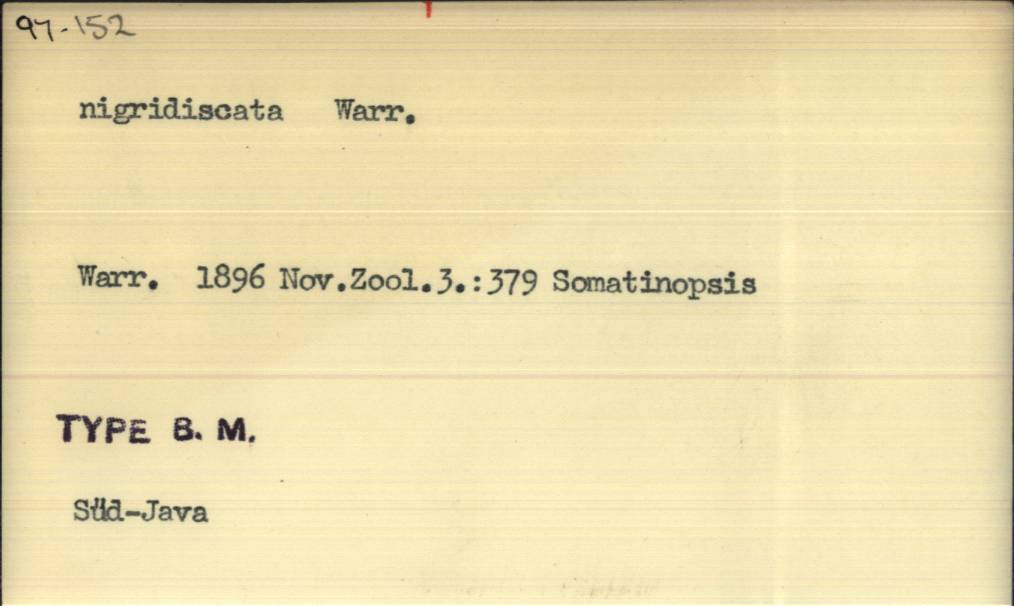 97-152
nigridiscata Warr.
Warr. 1896 Nov.Zool.3.:379 Somatinopsis
TYPE B. M.
Süd-Java